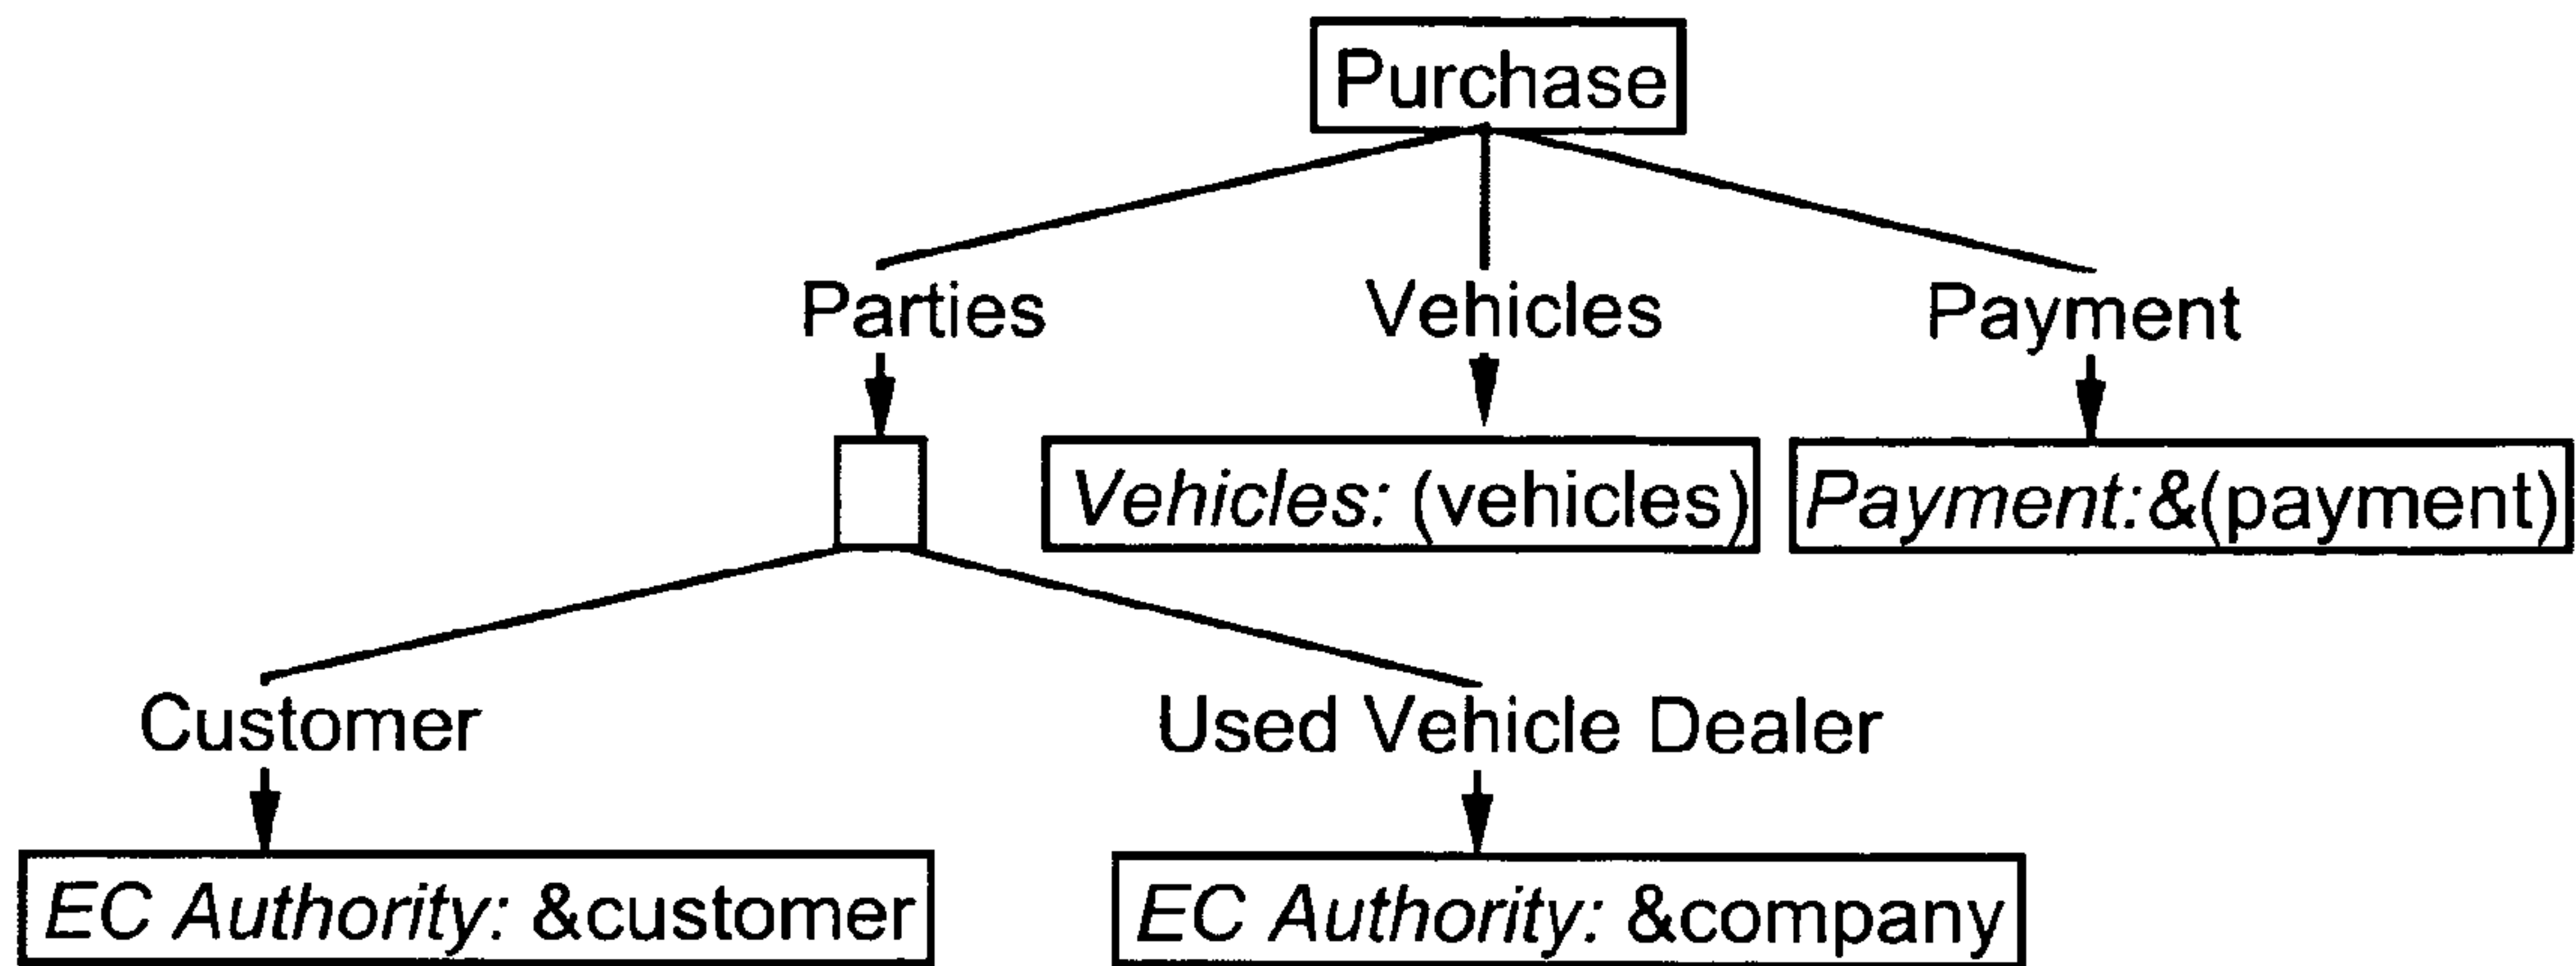 Purchase
Parties
Vehicles
Payment
Vehicles: (vehicles)
Payment:&(payment)
Customer
Used Vehicle Dealer
EC Authority: &customer
EC Authority: &company